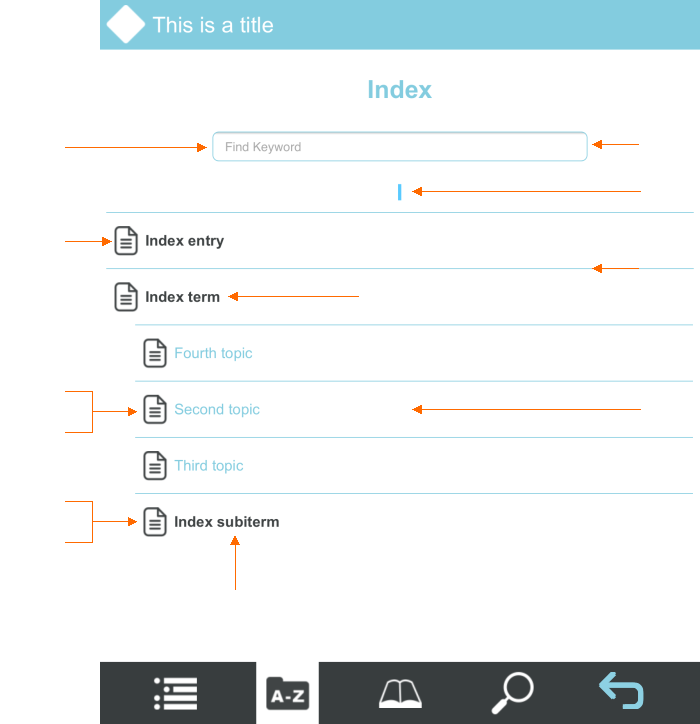 This is a title
Index
Find Keyword
I
Index entry
Index term
Fourth topic
Second topic
Third topic
Index subiterm
A-Z